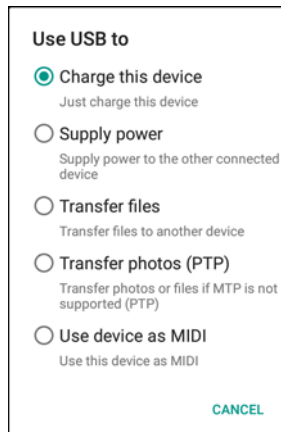 Use USB to
Charge this device
Just charge this device
Supply power
Supply power to the other connected
device
Transfer files
Transfer files to another device
Transfer photos (PTP)
Transfer photos or files if MTP is not
supported (PTP)
Use device as MIDI
Use this device as MIDI
CANCEL